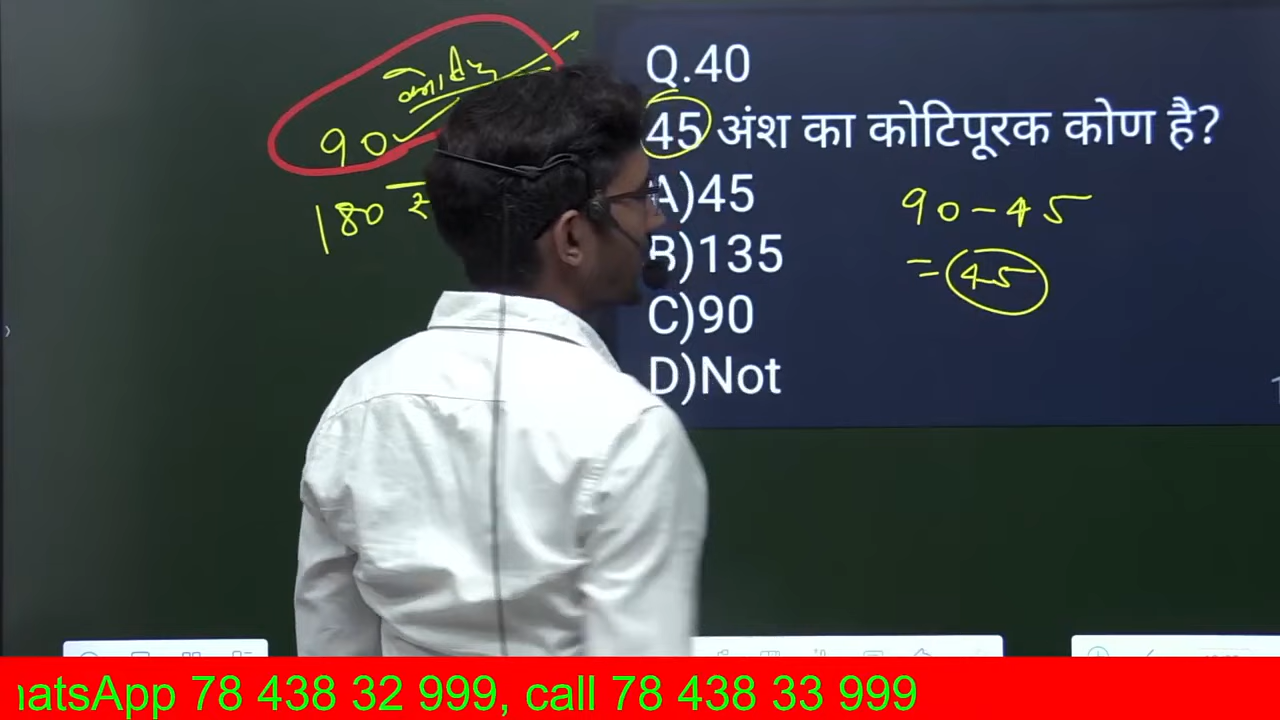 90
180
Q.40
45 अंश का कोटिपूरक कोण है?
A)45
B)135
C)90
D)Not
90-45
=45
hatsApp 78 438 32 999, call 78 438 33 999